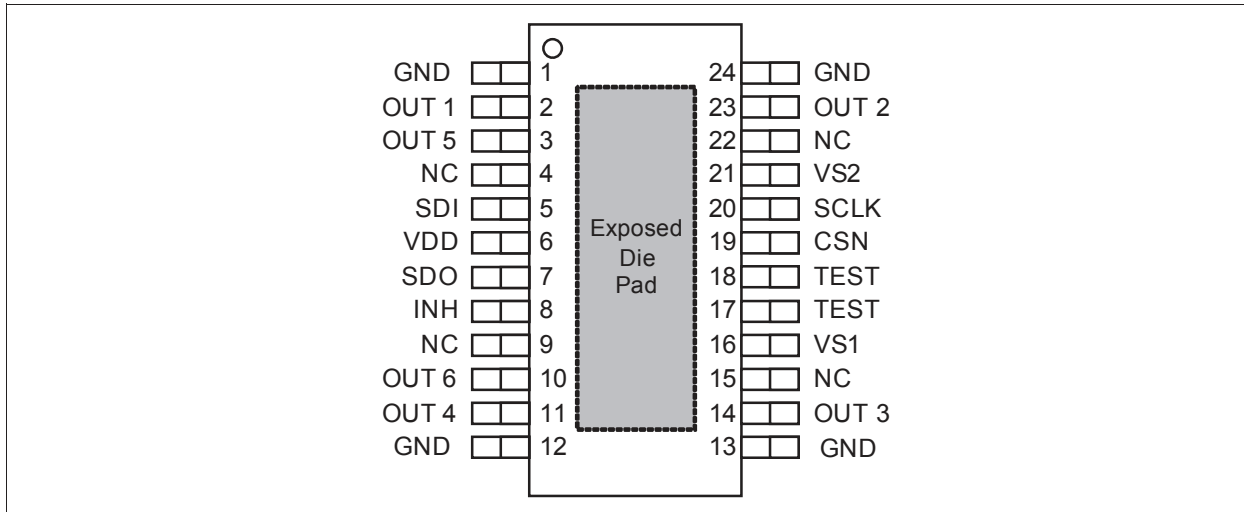 GND 1 24 GND
OUT 1 2 23 OUT 2
OUT 5 3 22 NC
NC 4 21 VS2
SDI 5 20 SCLK
VDD 6 19 CSN
SDO 7 18 TEST
INH 8 17 TEST
NC 9 16 VS1
OUT 6 10 15 NC
OUT 4 11 14 OUT 3
GND 12 13 GND
Exposed
Die
Pad